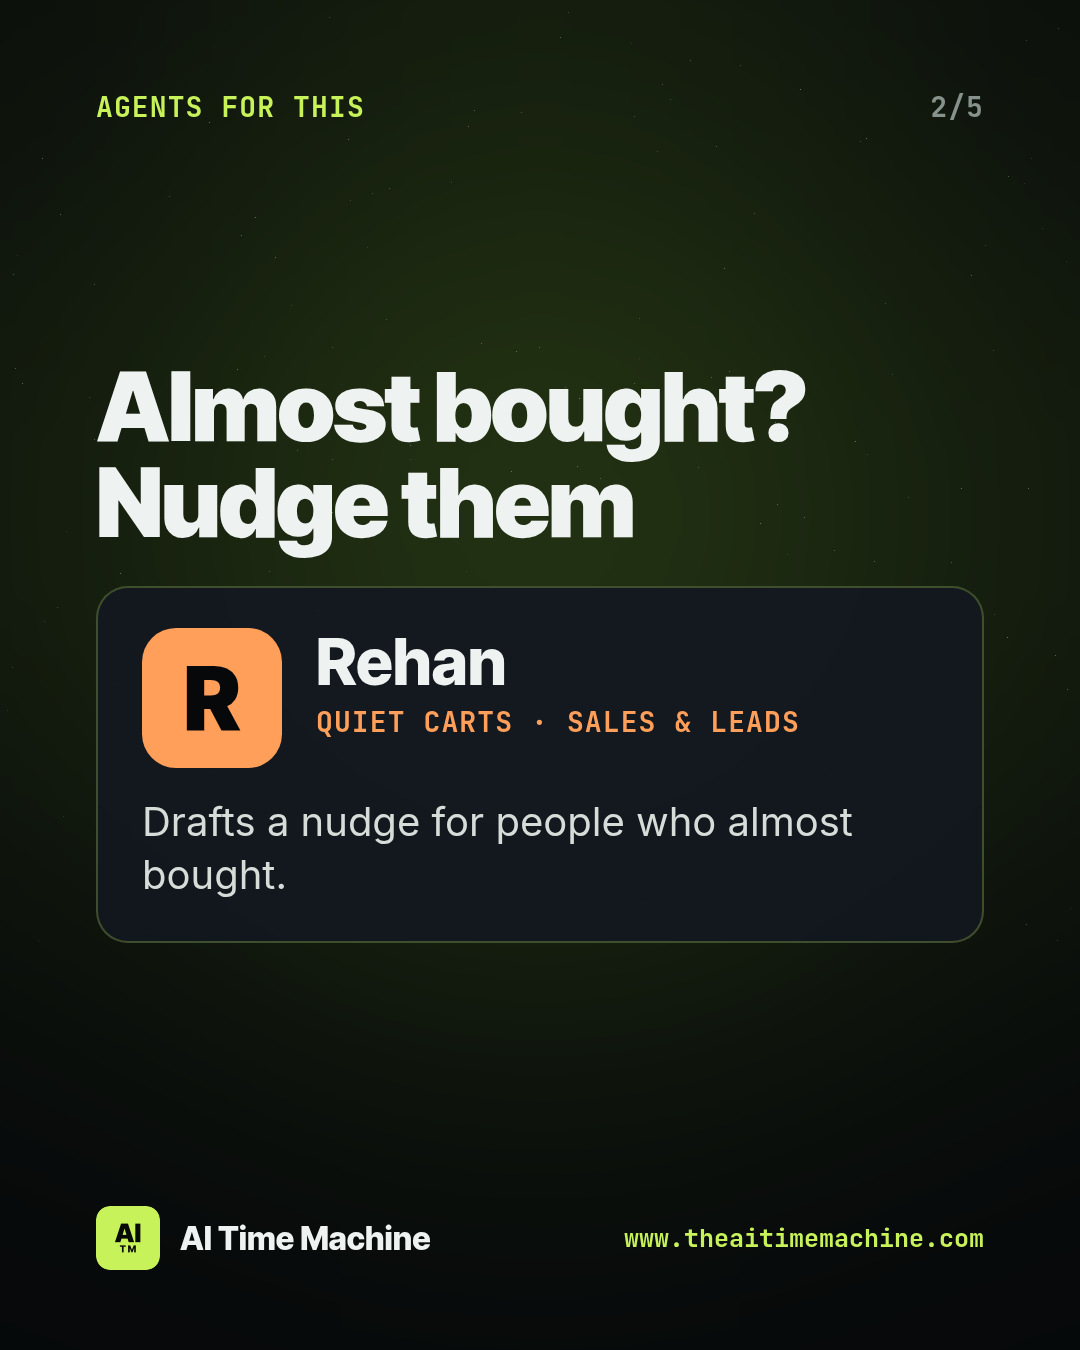 AGENTS FOR THIS
2/5
Almost bought?
Nudge them
R
Rehan
QUIET CARTS · SALES & LEADS
Drafts a nudge for people who almost
bought.
AI
TM
AI Time Machine
www.theaitimemachine.com